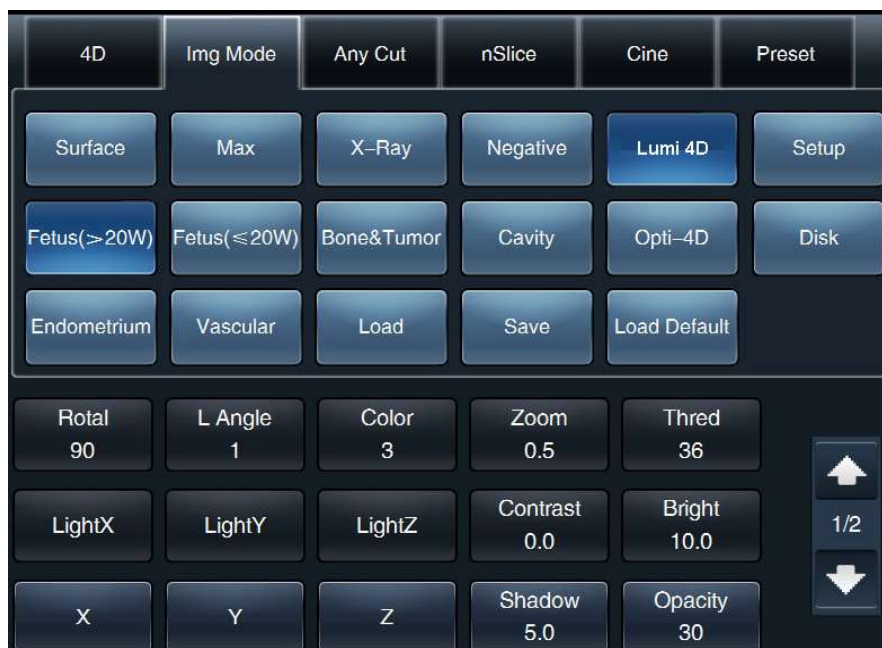 4D Img Mode Any Cut nSlice Cine Preset
Surface Max X–Ray Negative Lumi 4D Setup
Fetus(>20W) Fetus(≤20W) Bone&Tumor Cavity Opti–4D Disk
Endometrium Vascular Load Save Load Default
Rotal L Angle Color Zoom Thred
90 1 3 0.5 36
LightX LightY LightZ Contrast Bright 1/2
0.0 10.0
X Y Z Shadow Opacity
5.0 30